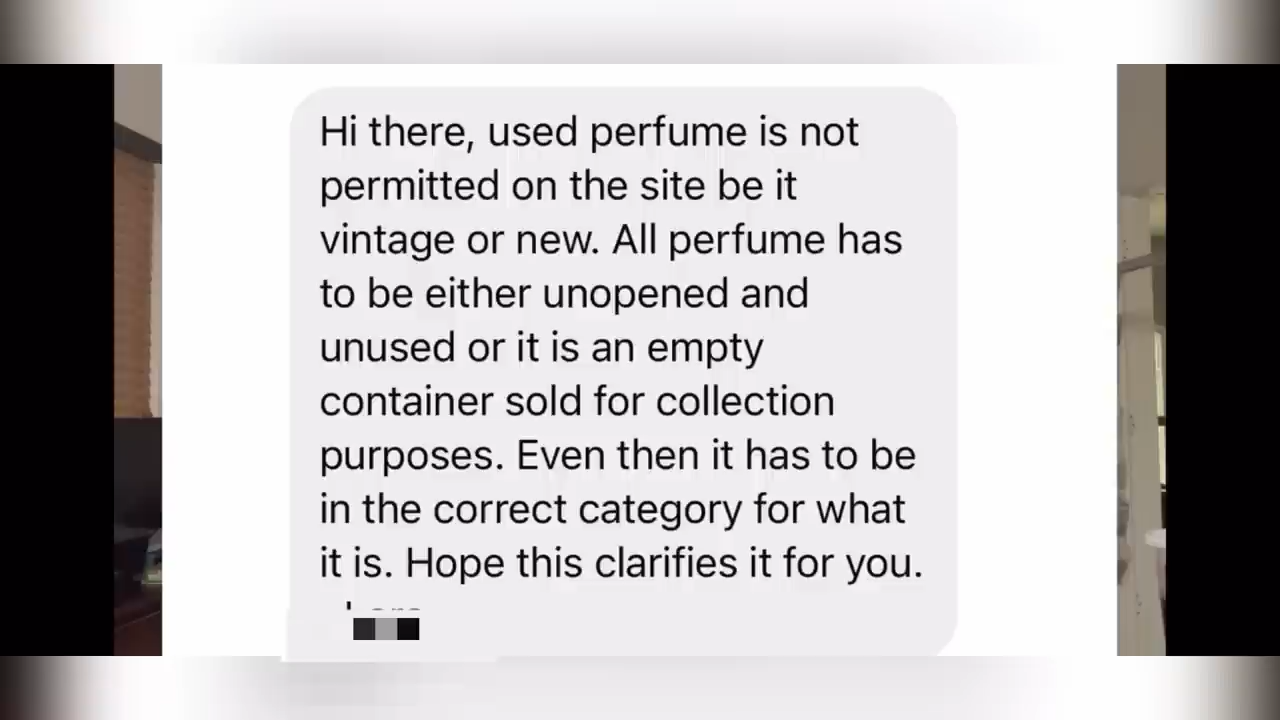 Hi there, used perfume is not
permitted on the site be it
vintage or new. All perfume has
to be either unopened and
unused or it is an empty
container sold for collection
purposes. Even then it has to be
in the correct category for what
it is. Hope this clarifies it for you.